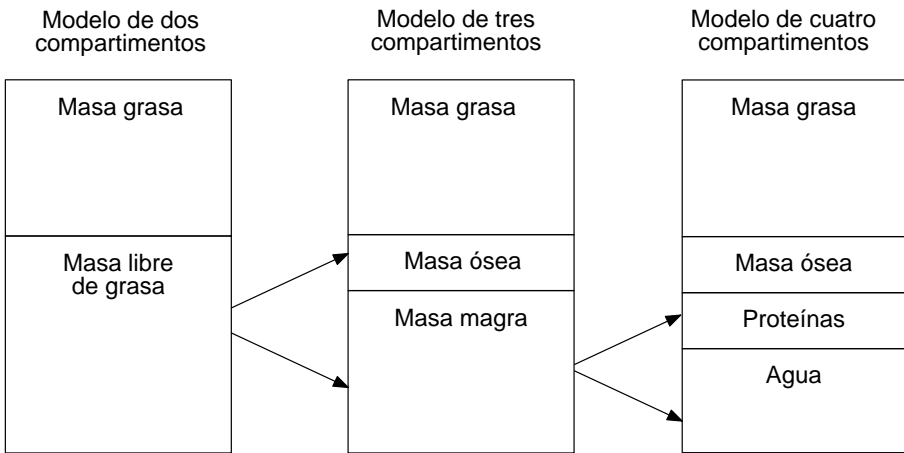 Modelo de dos
compartimentos
Masa grasa
Masa libre
de grasa
Modelo de tres
compartimentos
Masa grasa
Masa ósea
Masa magra
Modelo de cuatro
compartimentos
Masa grasa
Masa ósea
Proteínas
Agua